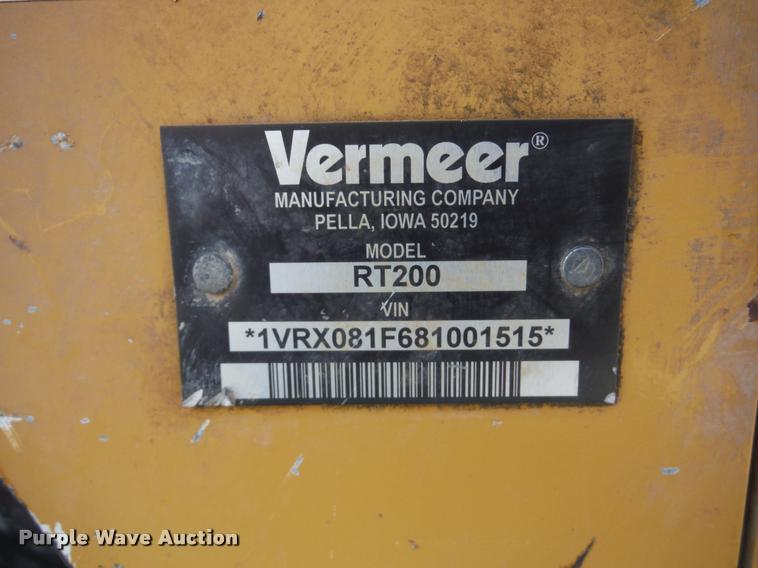 Vermeer®
MANUFACTURING COMPANY
PELLA, IOWA 50219
MODEL
RT200
VIN
*1VRX081F681001515*
Purple Wave Auction